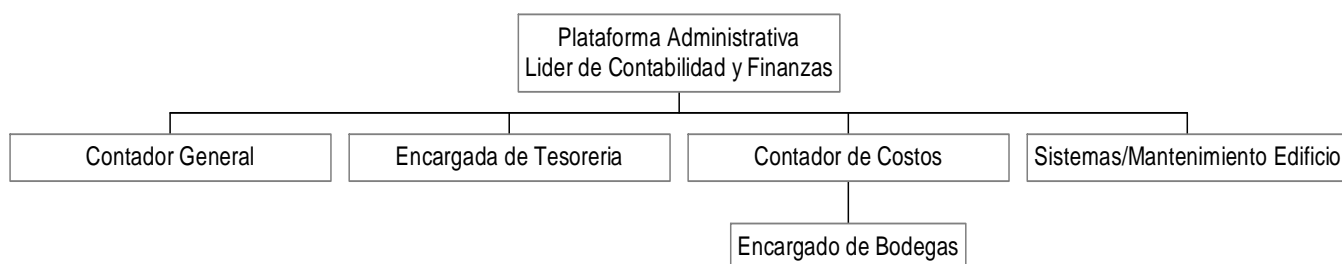 Plataforma Administrativa
Lider de Contabilidad y Finanzas
Contador General
Encargada de Tesoreria
Contador de Costos
Sistemas/Mantenimiento Edificio
Encargado de Bodegas